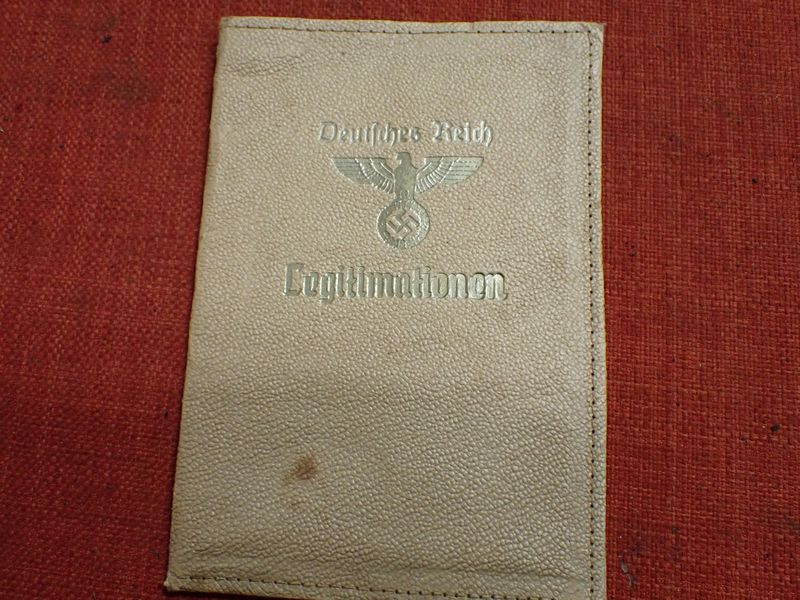 Deutsches Reich
Legitimationen